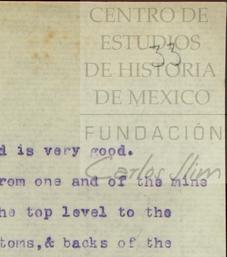 CENTRO DE
ESTUDIOS
33
DE HISTORIA
DE MEXICO
FUNDACIÓN
Carlos Slim
d is very good.
rom one and of the mine
he top level to the
toms,& backs of the